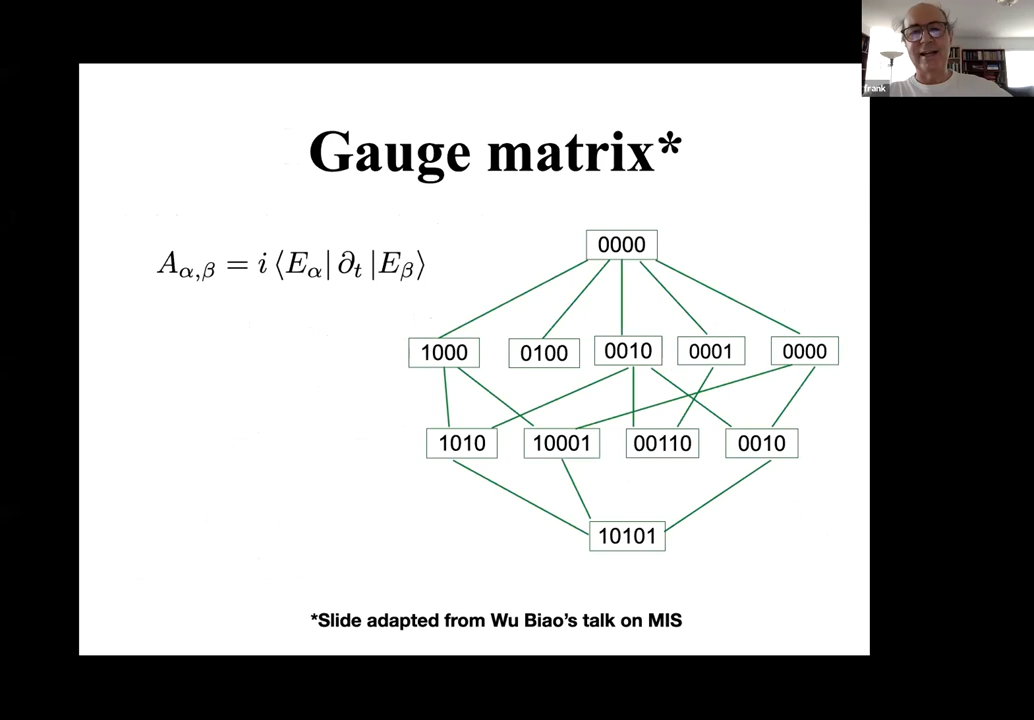 frank
Gauge matrix*
A_{α,β} = i ⟨E_α| ∂_t |E_β⟩
0000
1000 0100 0010 0001 0000
1010 10001 00110 0010
10101
*Slide adapted from Wu Biao’s talk on MIS